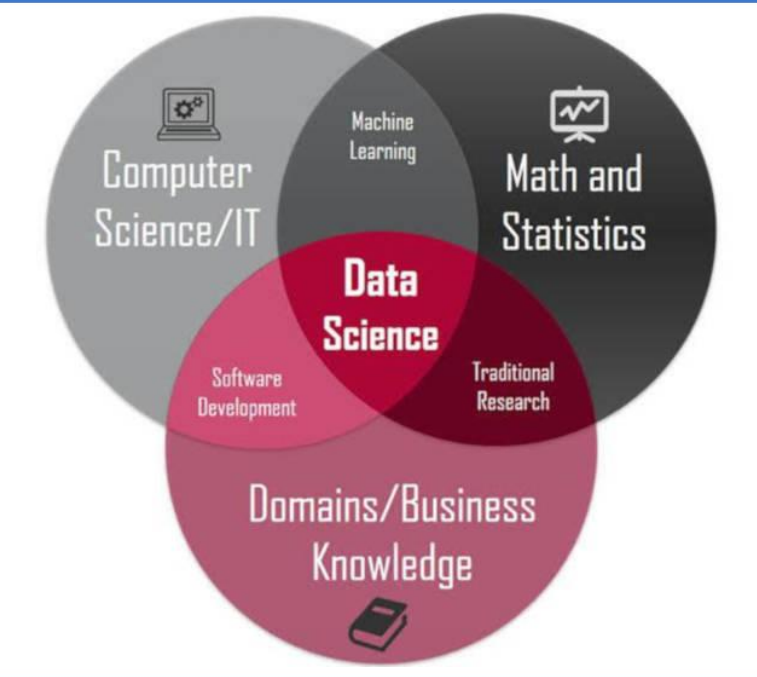 Machine
Learning
Computer
Science/IT
Math and
Statistics
Data
Science
Software
Development
Traditional
Research
Domains/Business
Knowledge